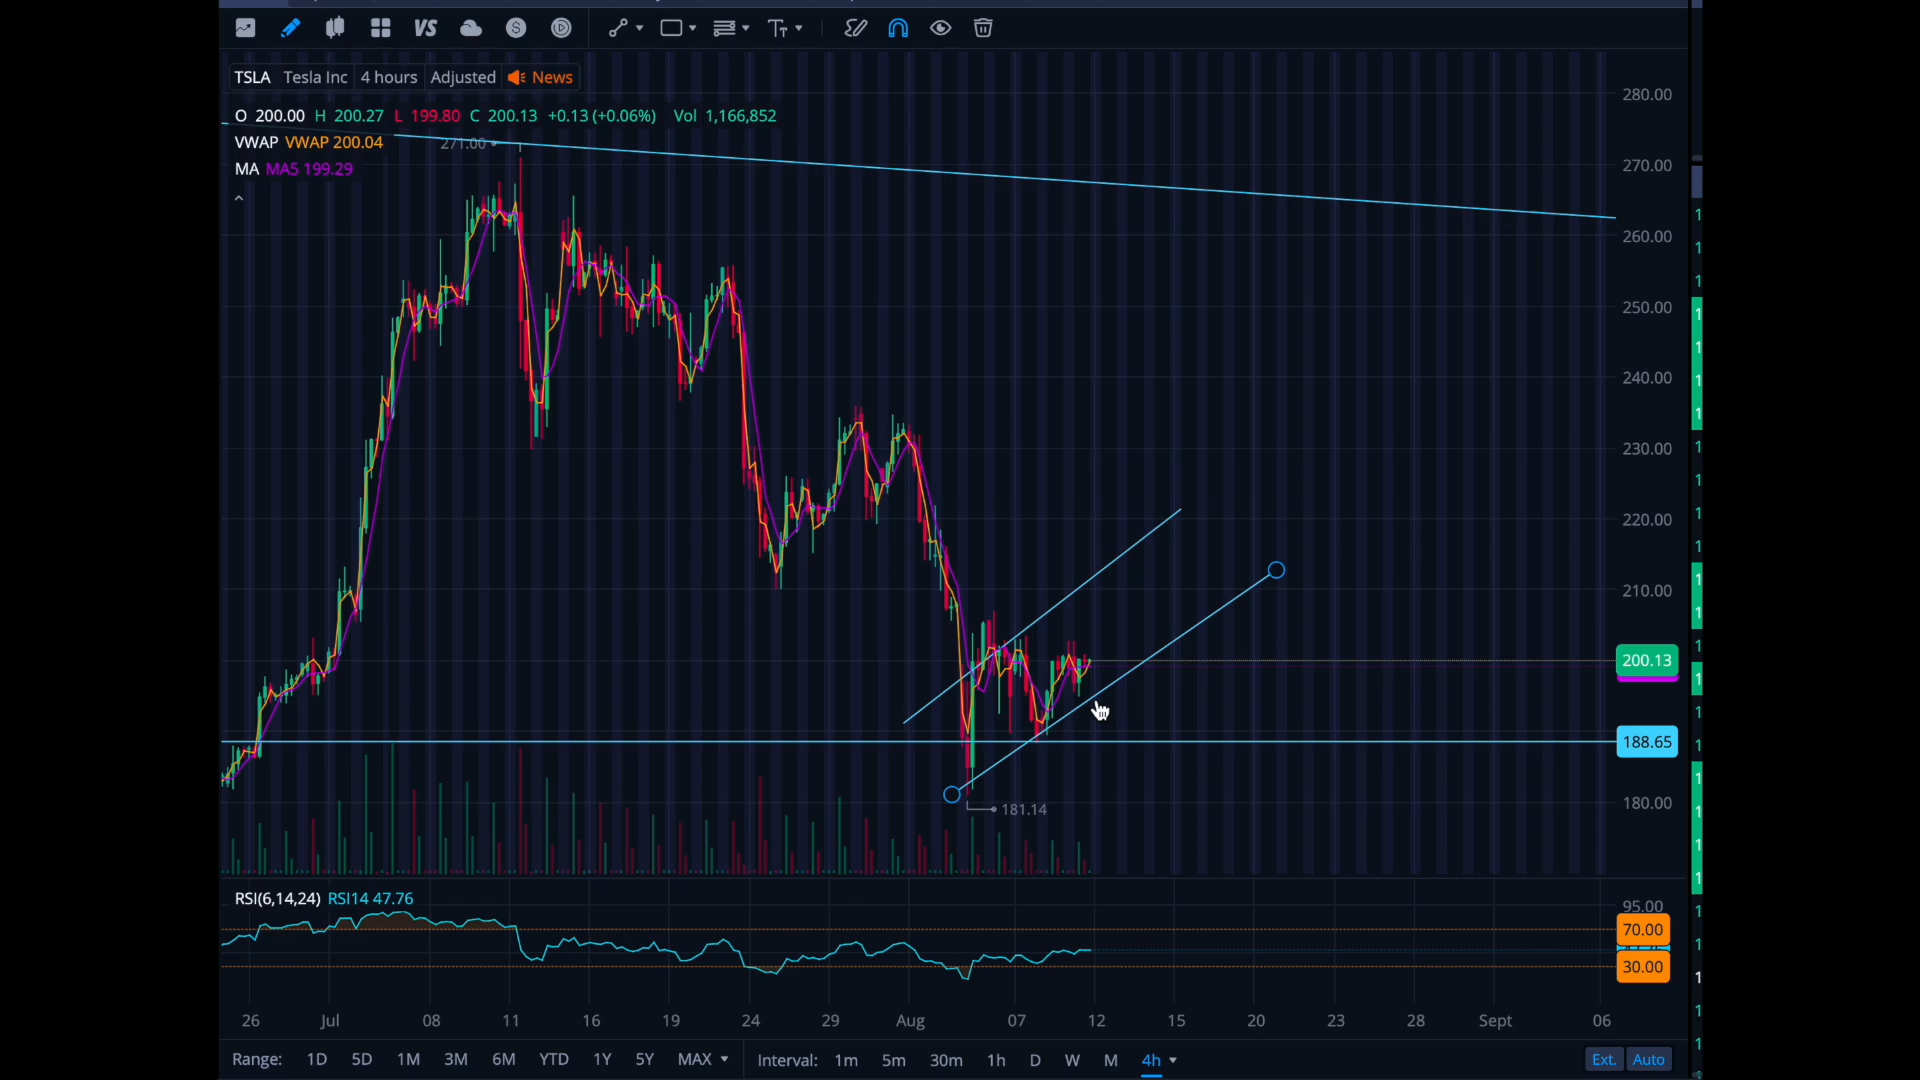 VS
TSLA Tesla Inc 4 hours Adjusted News
O 200.00 H 200.27 L 199.80 C 200.13 +0.13 (+0.06%) Vol 1,166,852
VWAP VWAP 200.04
MA MA5 199.29
271.00
280.00
270.00
260.00
250.00
240.00
230.00
220.00
210.00
200.13
188.65
180.00
181.14
RSI(6,14,24) RSI14 47.76
95.00
70.00
30.00
26 Jul 08 11 16 19 24 29 Aug 07 12 15 20 23 28 Sept 06
Range: 1D 5D 1M 3M 6M YTD 1Y 5Y MAX Interval: 1m 5m 30m 1h D W M 4h Ext. Auto